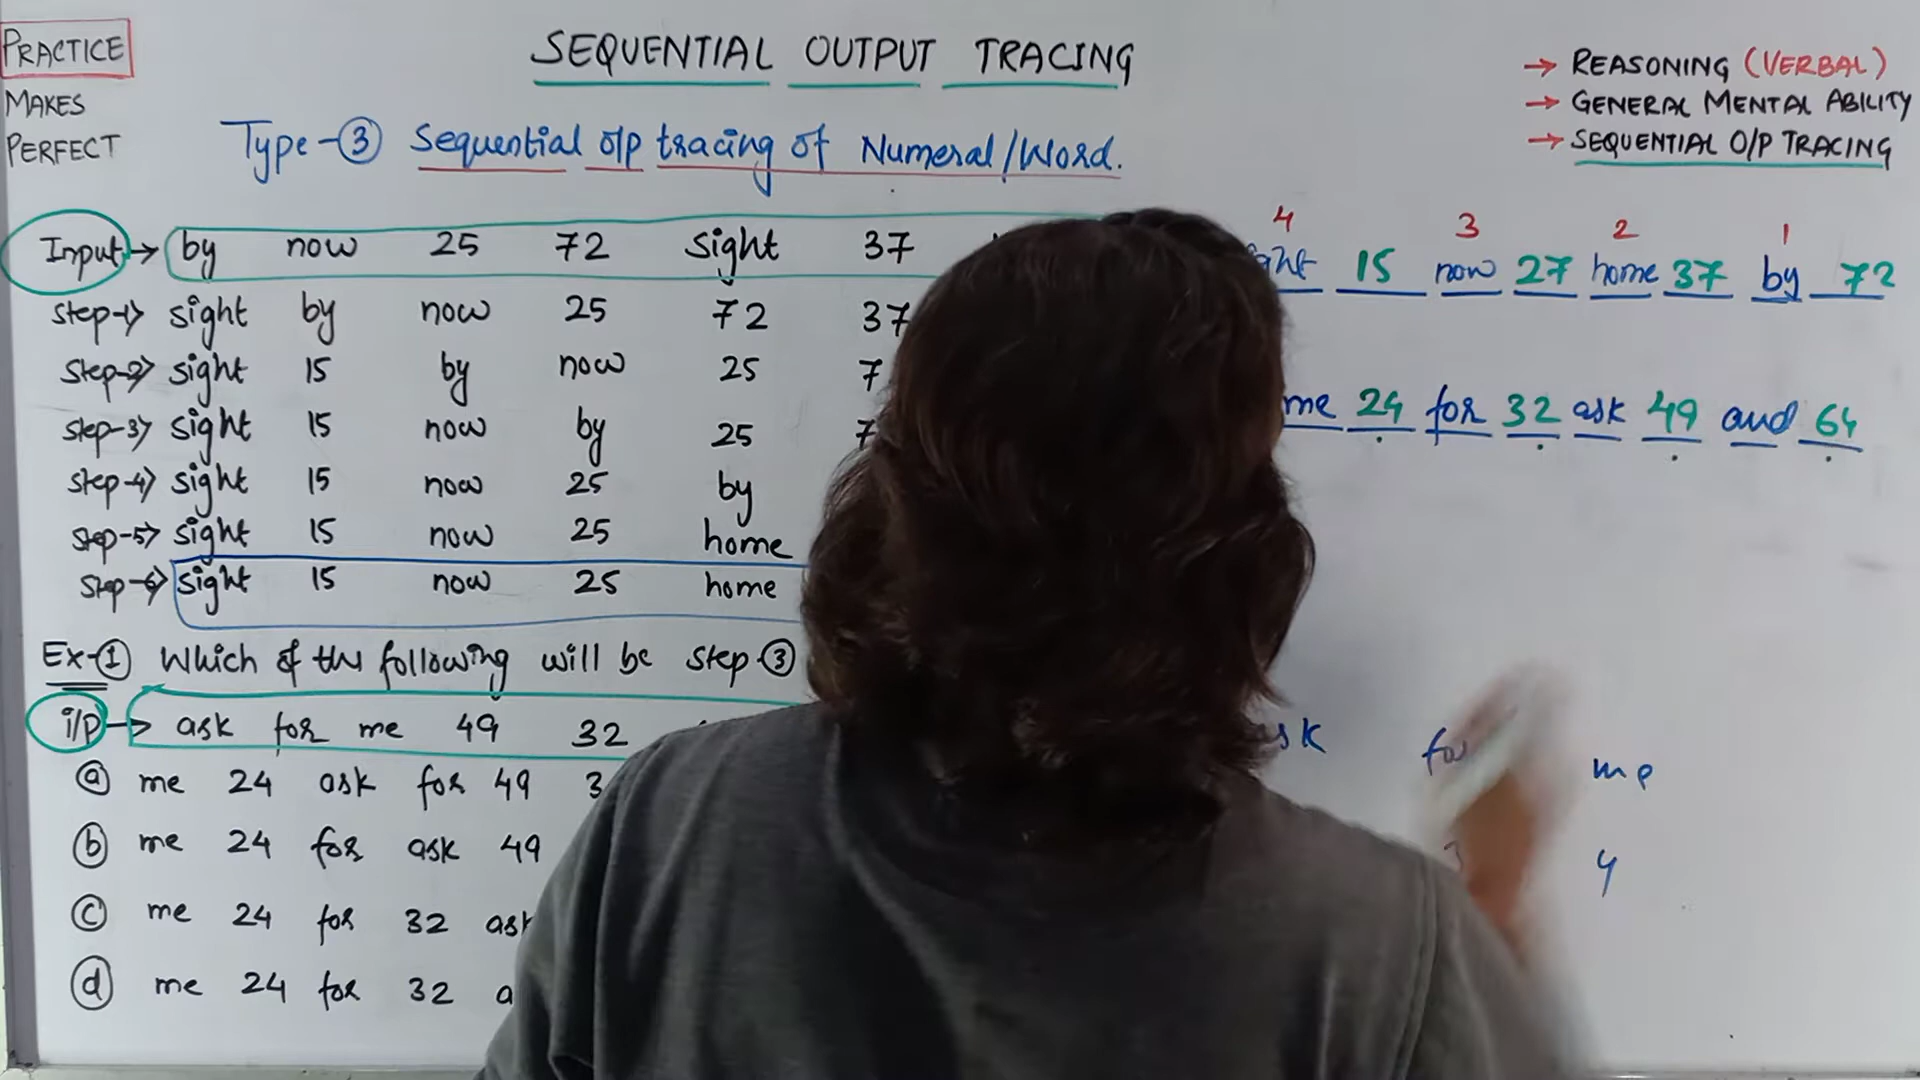 PRACTICE
MAKES
PERFECT
SEQUENTIAL OUTPUT TRACING
Type-③ Sequential o/p tracing of Numeral/Word.
→ REASONING (VERBAL)
→ GENERAL MENTAL ABILITY
→ SEQUENTIAL O/P TRACING
Input → by now 25 72 sight 37
Step-1> sight by now 25 72 37
Step-2> sight 15 by now 25
Step-3> sight 15 now by 25
Step-4> sight 15 now 25 by
Step-5> sight 15 now 25 home
Step-6> sight 15 now 25 home
Ex-① Which of the following will be step-③
i/p → ask for me 49 32
ⓐ me 24 ask for 49
ⓑ me 24 for ask 49
ⓒ me 24 for 32 ask
ⓓ me 24 for 32
4 3 2 1
15 now 27 home 37 by 72
me 24 for 32 ask 49 and 64
me
4